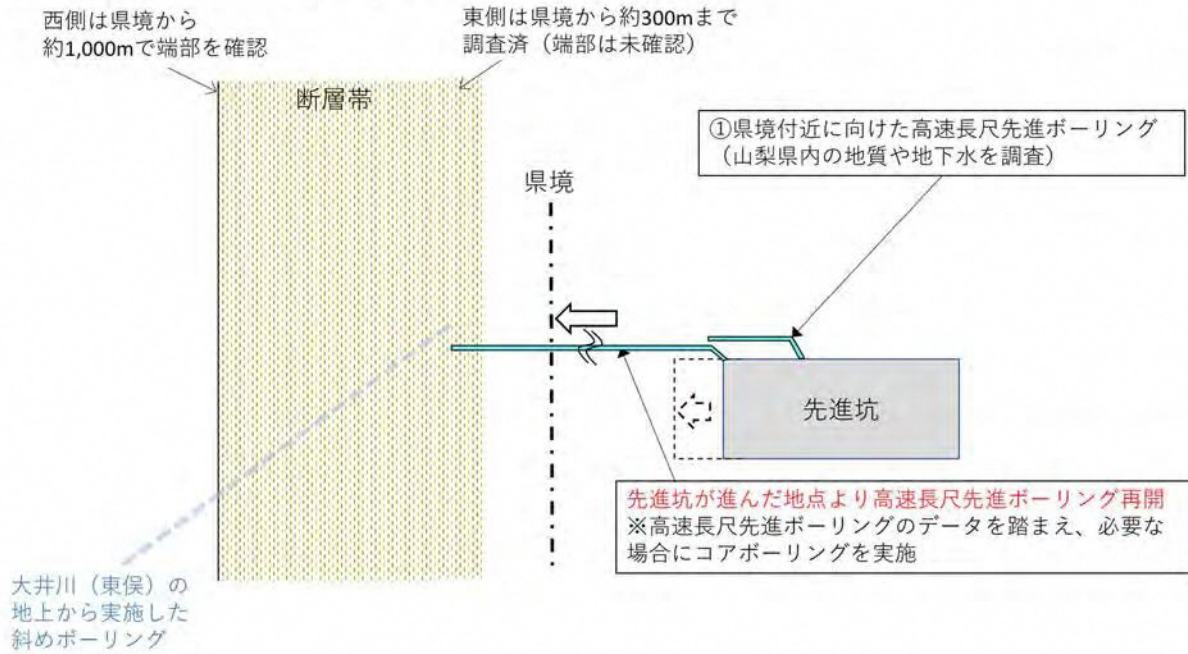 西側は県境から
約1,000mで端部を確認
東側は県境から約300mまで
調査済（端部は未確認）
断層帯
①県境付近に向けた高速長尺先進ボーリング
（山梨県内の地質や地下水を調査）
県境
先進坑
先進坑が進んだ地点より高速長尺先進ボーリング再開
※高速長尺先進ボーリングのデータを踏まえ、必要な
場合にコアボーリングを実施
大井川（東俣）の
地上から実施した
斜めボーリング